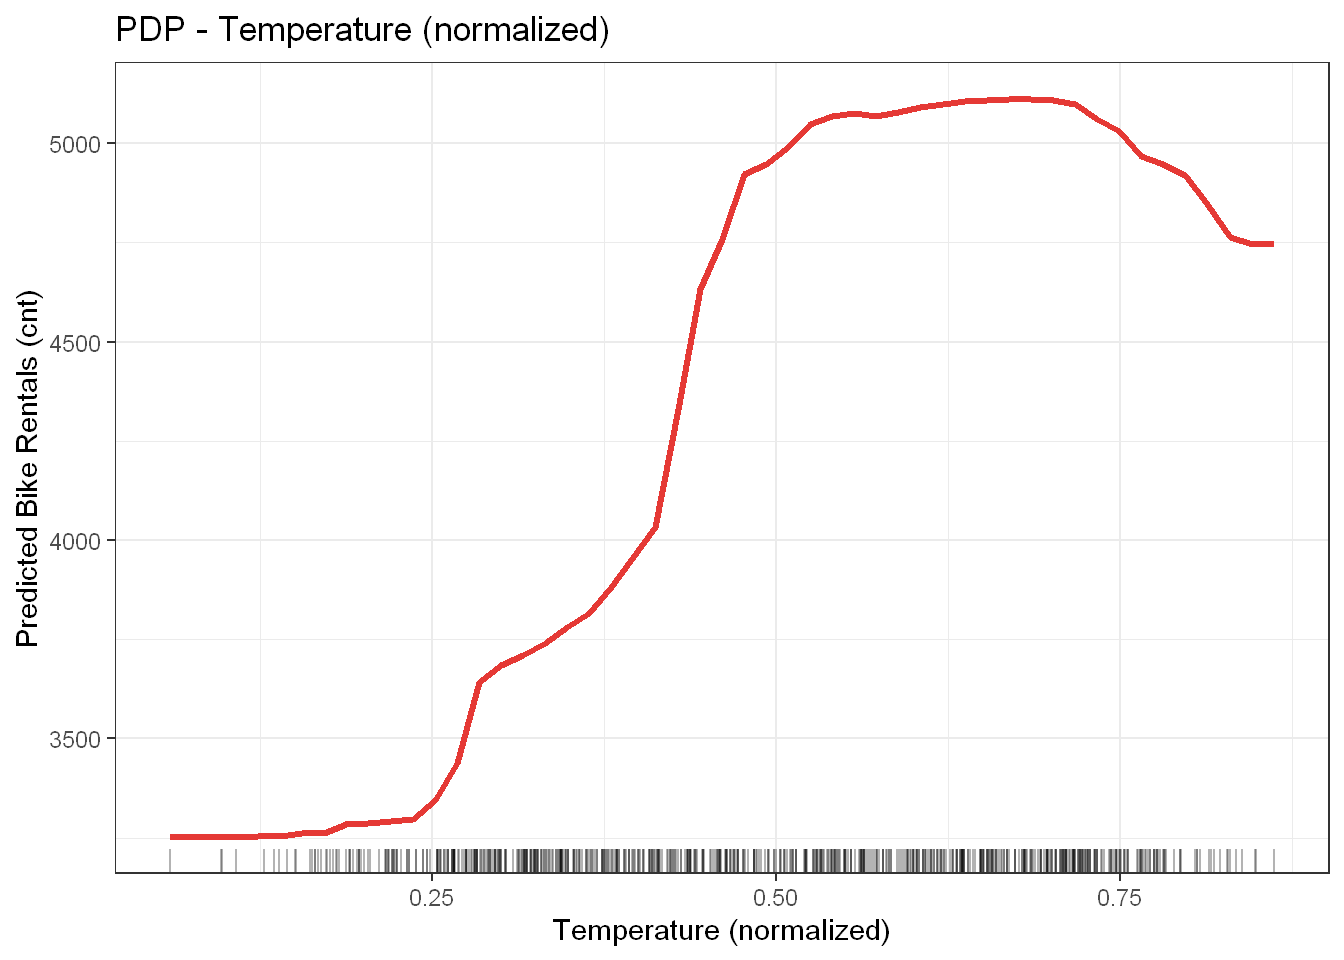 PDP - Temperature (normalized)
Predicted Bike Rentals (cnt)
5000
4500
4000
3500
0.25
0.50
0.75
Temperature (normalized)